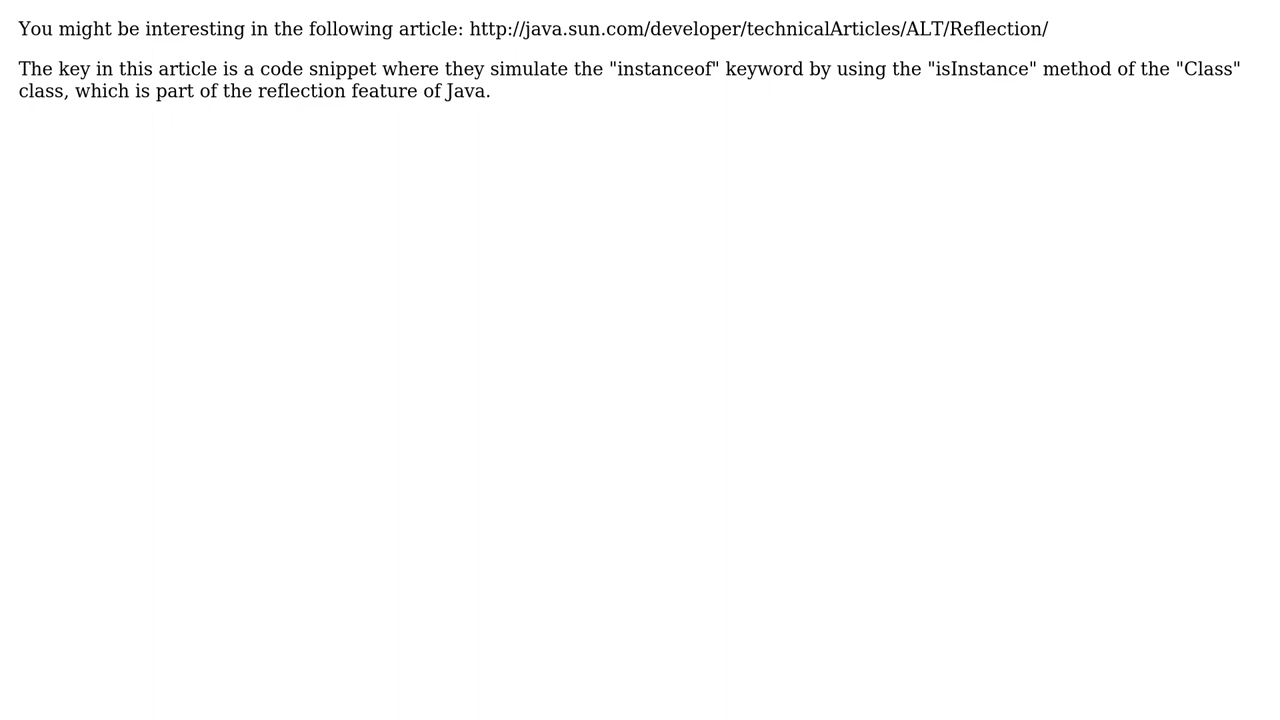 You might be interesting in the following article: http://java.sun.com/developer/technicalArticles/ALT/Reflection/
The key in this article is a code snippet where they simulate the "instanceof" keyword by using the "isInstance" method of the "Class"
class, which is part of the reflection feature of Java.